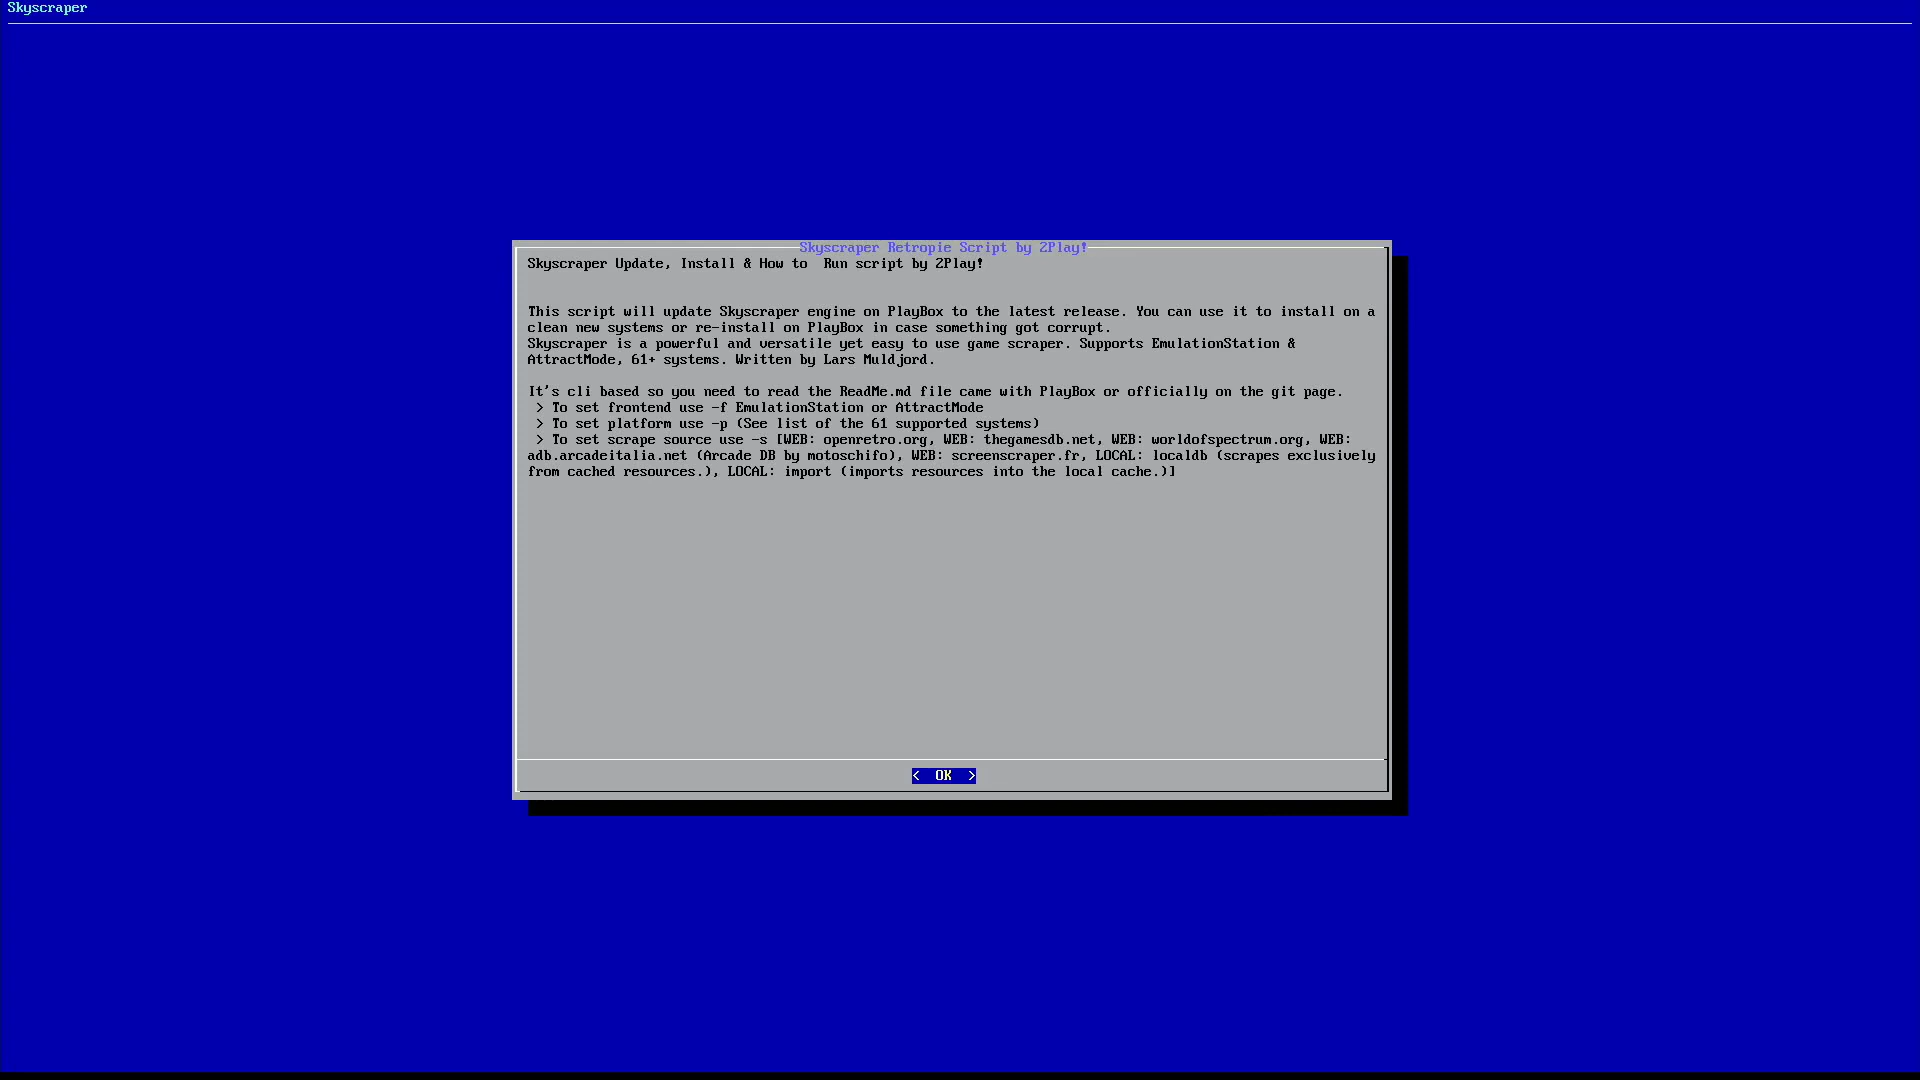 Skyscraper
Skyscraper Retropie Script by 2Play!
Skyscraper Update, Install & How to  Run script by 2Play!
This script will update Skyscraper engine on PlayBox to the latest release. You can use it to install on a
clean new systems or re-install on PlayBox in case something got corrupt.
Skyscraper is a powerful and versatile yet easy to use game scraper. Supports EmulationStation &
AttractMode, 61+ systems. Written by Lars Muldjord.
It's cli based so you need to read the ReadMe.md file came with PlayBox or officially on the git page.
> To set frontend use -f EmulationStation or AttractMode
> To set platform use -p (See list of the 61 supported systems)
> To set scrape source use -s [WEB: openretro.org, WEB: thegamesdb.net, WEB: worldofspectrum.org, WEB:
adb.arcadeitalia.net (Arcade DB by motoschifo), WEB: screenscraper.fr, LOCAL: localdb (scrapes exclusively
from cached resources.), LOCAL: import (imports resources into the local cache.)]
<  OK  >